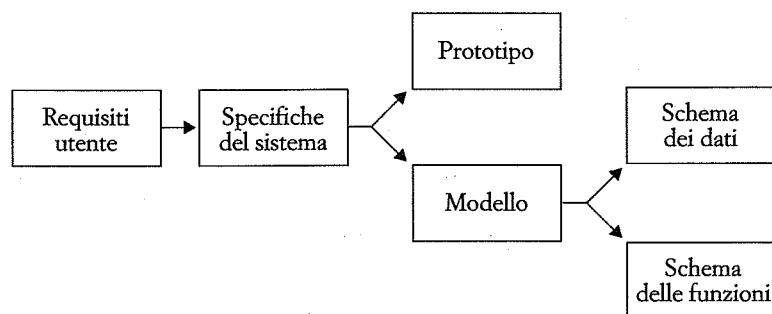 Prototipo
Requisiti
utente
Specifiche
del sistema
Schema
dei dati
Modello
Schema
delle funzioni